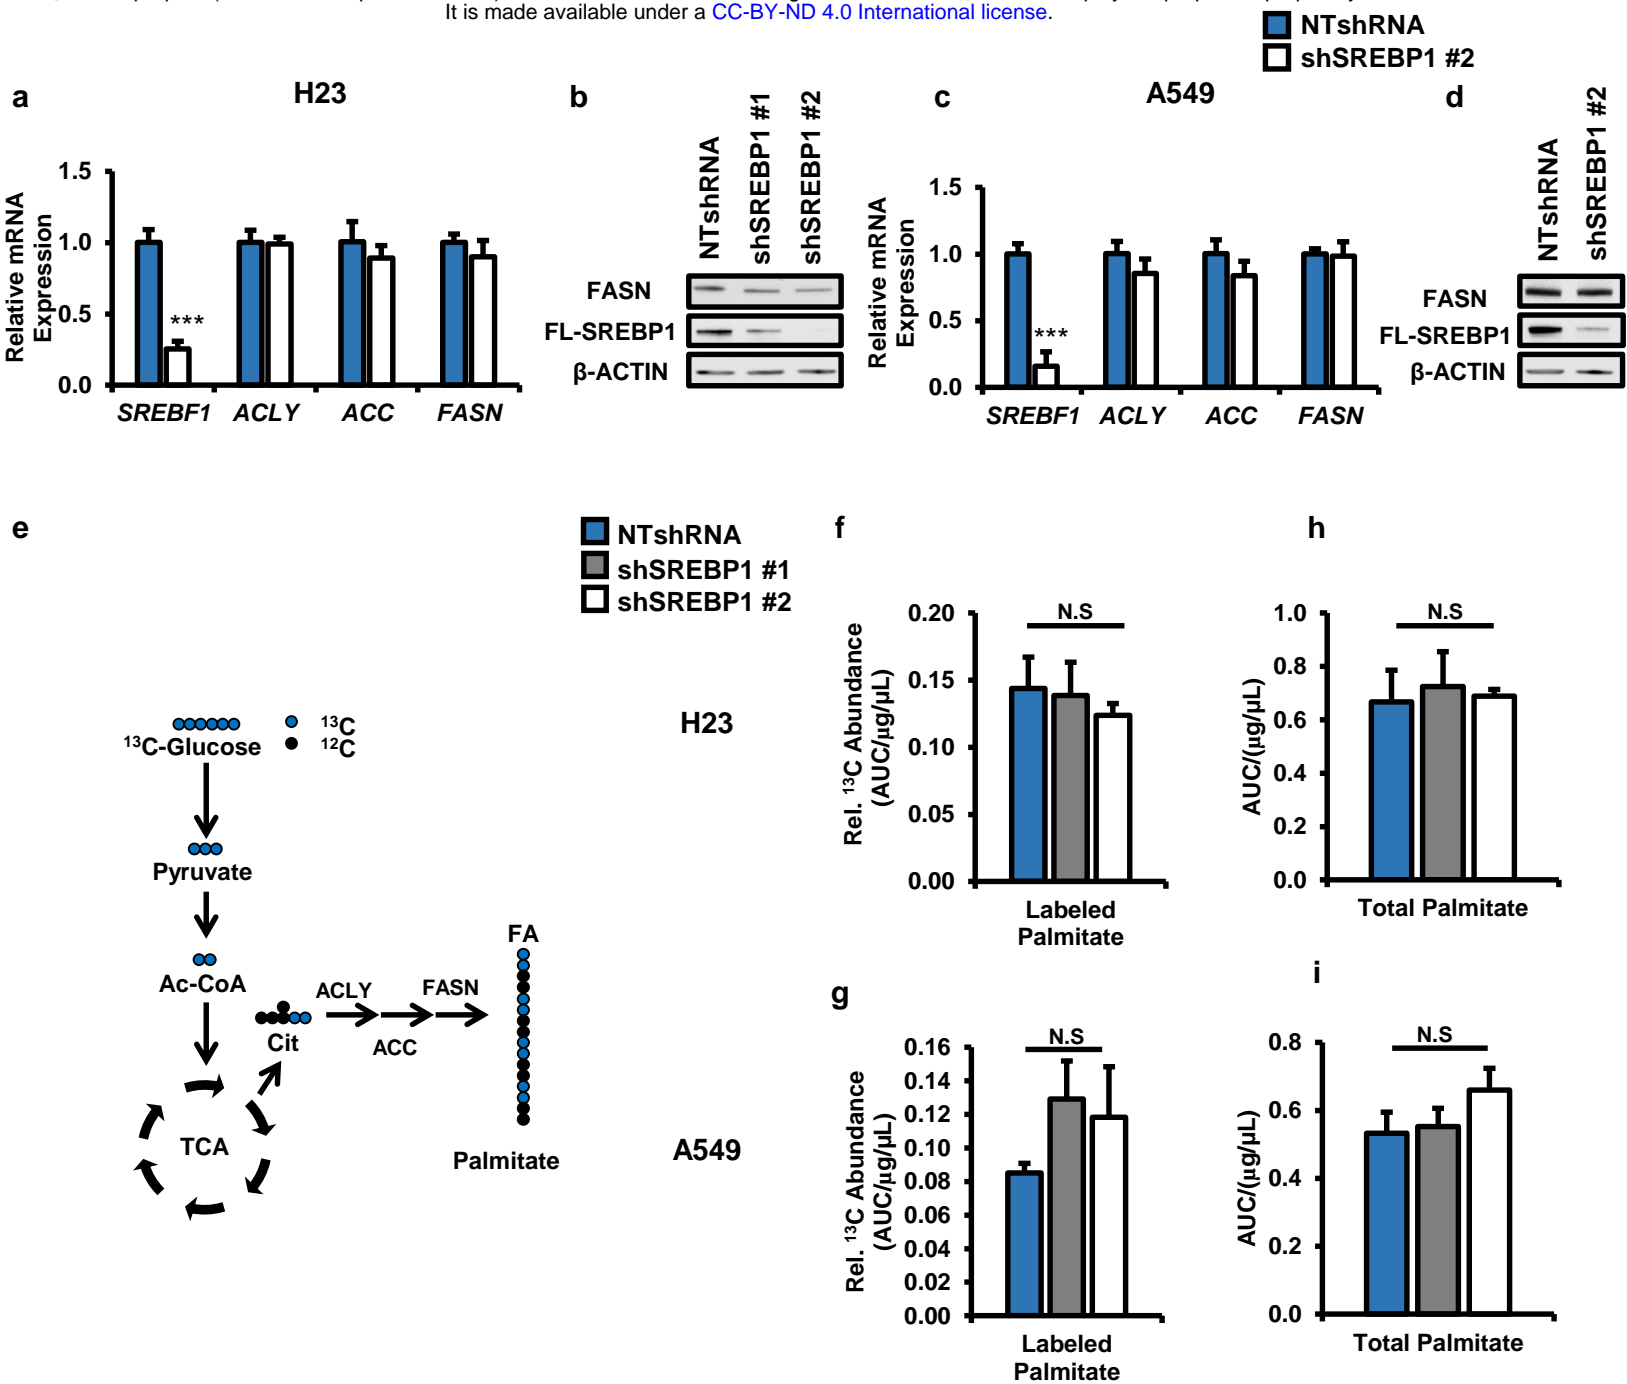 It is made available under a CC-BY-ND 4.0 International license.
NTshRNA
shSREBP1 #2
a
H23
Relative mRNA
Expression
1.5
1.0
0.5
0.0
***
SREBF1 ACLY ACC FASN
b
NTshRNA
shSREBP1 #1
shSREBP1 #2
FASN
FL-SREBP1
β-ACTIN
c
A549
Relative mRNA
Expression
1.5
1.0
0.5
0.0
***
SREBF1 ACLY ACC FASN
d
NTshRNA
shSREBP1 #2
FASN
FL-SREBP1
β-ACTIN
e
NTshRNA
shSREBP1 #1
shSREBP1 #2
13C-Glucose
13C
12C
Pyruvate
Ac-CoA
Cit
TCA
ACLY
ACC
FASN
FA
Palmitate
H23
A549
f
Rel. 13C Abundance
(AUC/µg/µL)
0.20
0.15
0.10
0.05
0.00
N.S
Labeled
Palmitate
h
AUC/(µg/µL)
1.0
0.8
0.6
0.4
0.2
0.0
N.S
Total Palmitate
g
Rel. 13C Abundance
(AUC/µg/µL)
0.16
0.14
0.12
0.10
0.08
0.06
0.04
0.02
0.00
N.S
Labeled
Palmitate
i
AUC/(µg/µL)
0.8
0.6
0.4
0.2
0.0
N.S
Total Palmitate